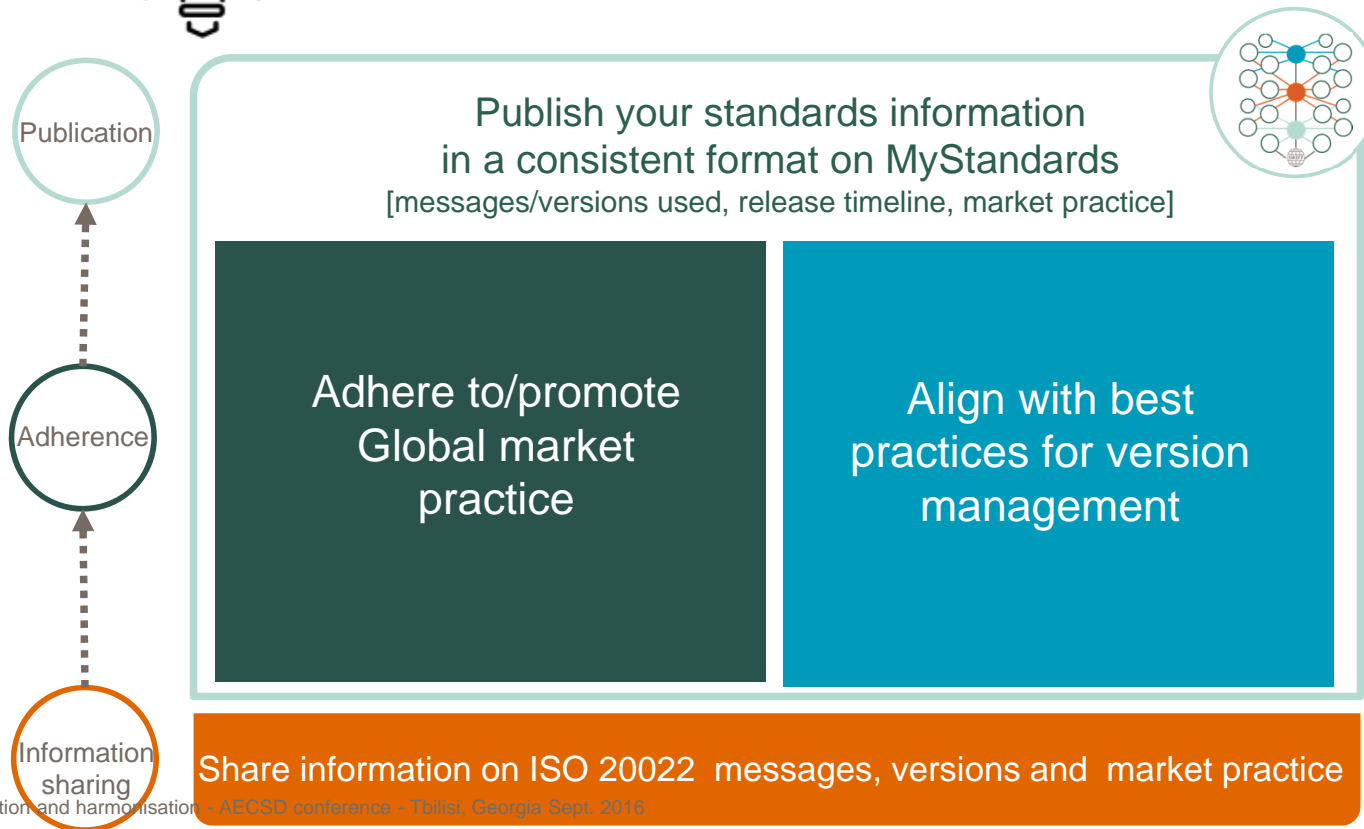 Publication
Publish your standards information
in a consistent format on MyStandards
[messages/versions used, release timeline, market practice]
Adherence
Adhere to/promote
Global market
practice
Align with best
practices for version
management
Information
sharing
Share information on ISO 20022 messages, versions and market practice
and harmonisation - AECSD conference - Tbilisi, Georgia Sept. 2016